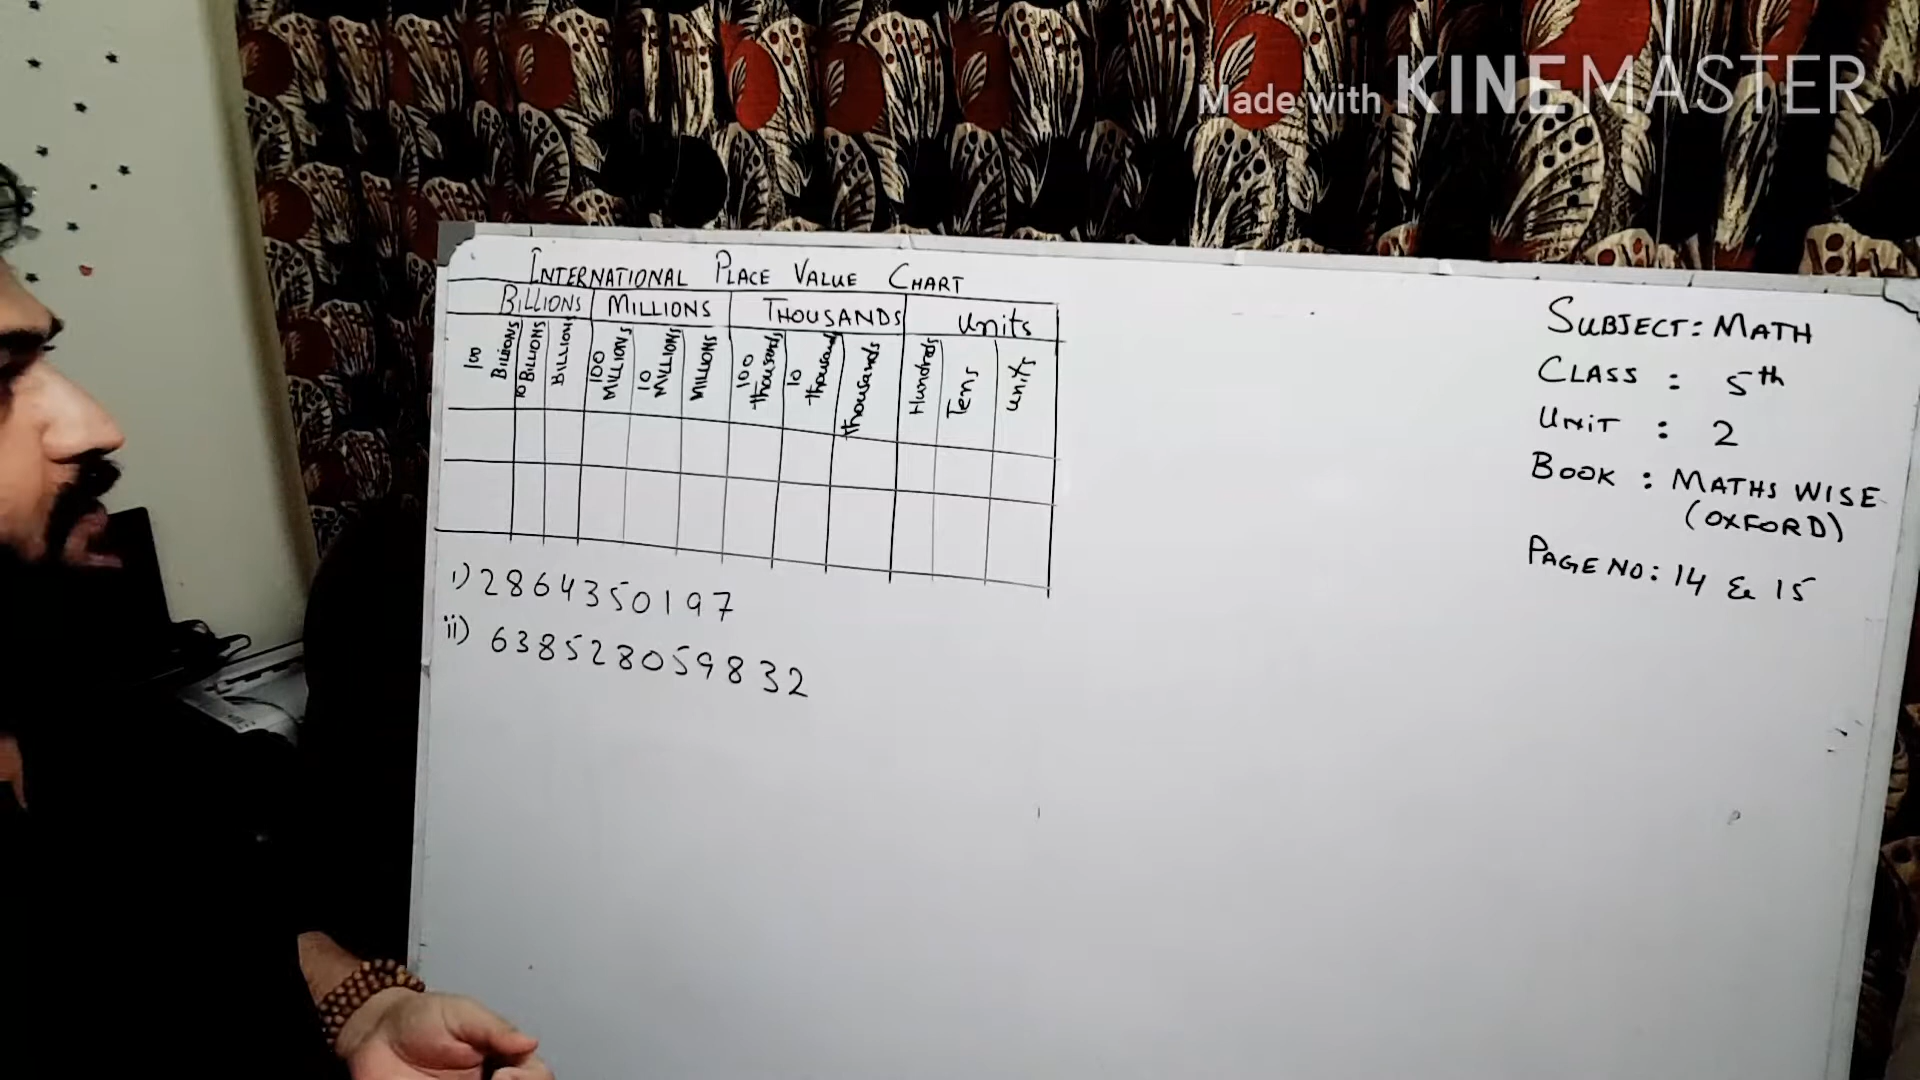 Made with KINEMASTER
INTERNATIONAL PLACE VALUE CHART
BILLIONS MILLIONS THOUSANDS Units
100 BILLIONS
10 BILLIONS
BILLIONS
100 MILLIONS
10 MILLIONS
MILLIONS
100 thousands
10 thousand
thousands
Hundreds
Tens
Units
i) 2864350197
ii) 638528059832
SUBJECT: MATH
CLASS : 5th
UNIT : 2
BOOK : MATHS WISE
(OXFORD)
PAGE NO: 14 & 15